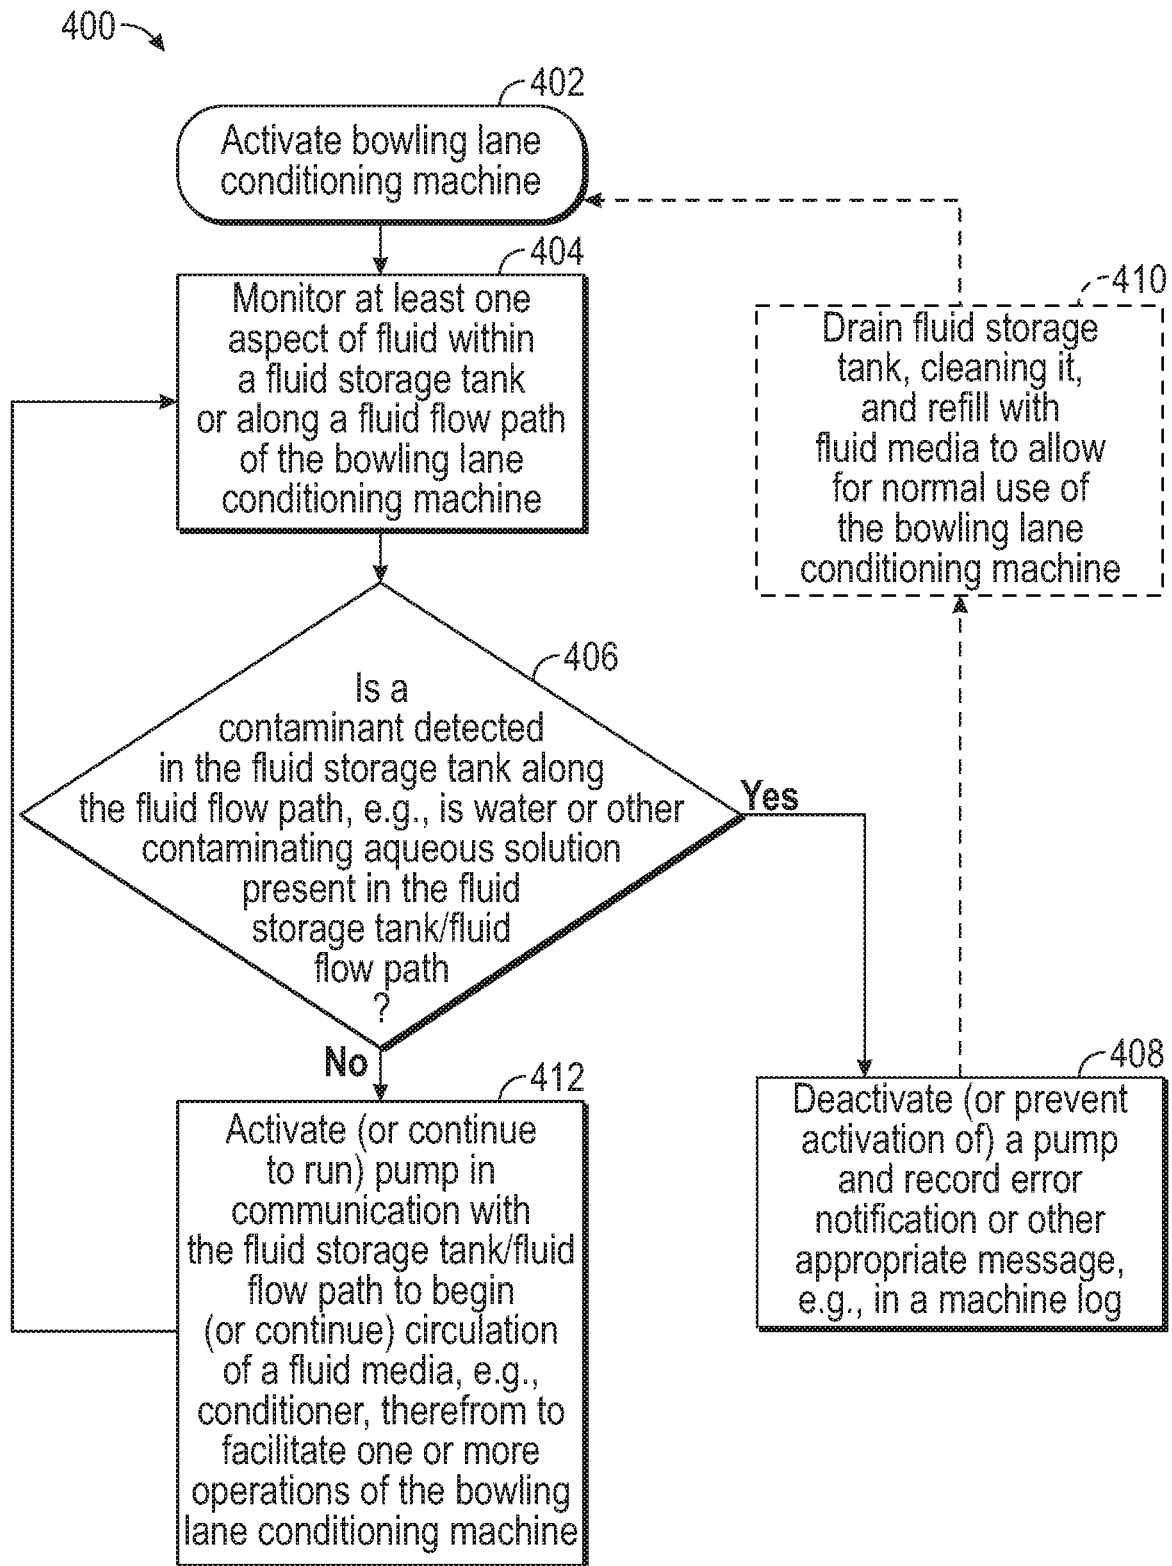 400
402
Activate bowling lane
conditioning machine
404
Monitor at least one
aspect of fluid within
a fluid storage tank
or along a fluid flow path
of the bowling lane
conditioning machine
410
Drain fluid storage
tank, cleaning it,
and refill with
fluid media to allow
for normal use of
the bowling lane
conditioning machine
406
Is a
contaminant detected
in the fluid storage tank along
the fluid flow path, e.g., is water or other
contaminating aqueous solution
present in the fluid
storage tank/fluid
flow path
?
Yes
No
408
Deactivate (or prevent
activation of) a pump
and record error
notification or other
appropriate message,
e.g., in a machine log
412
Activate (or continue
to run) pump in
communication with
the fluid storage tank/fluid
flow path to begin
(or continue) circulation
of a fluid media, e.g.,
conditioner, therefrom to
facilitate one or more
operations of the bowling
lane conditioning machine